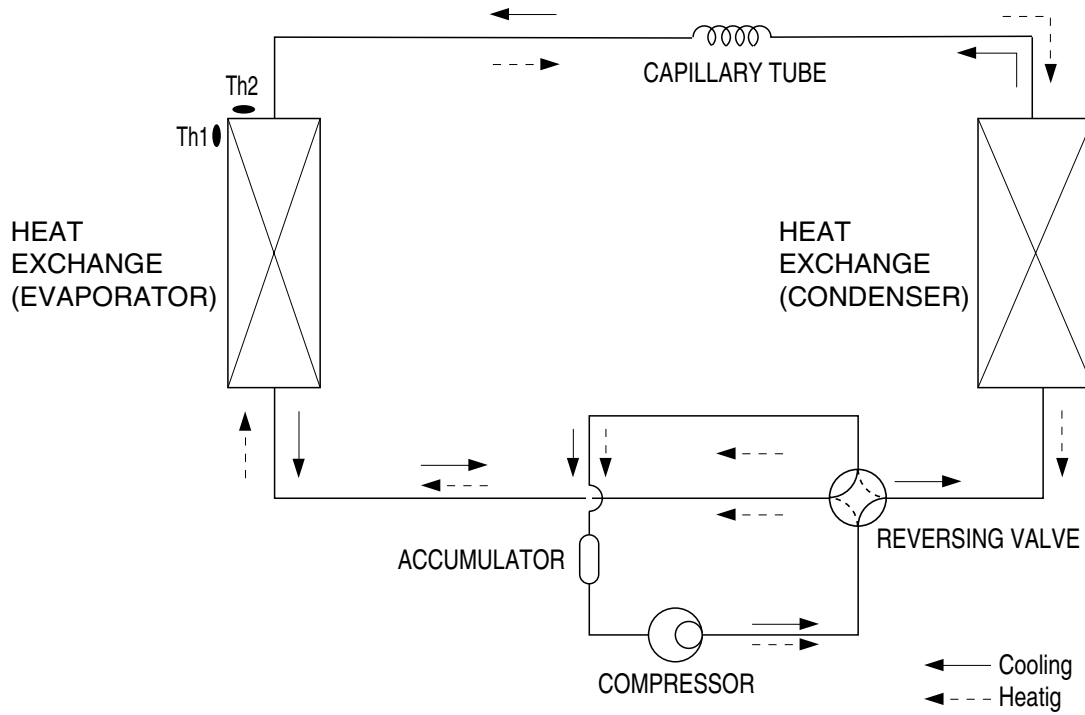 CAPILLARY TUBE
Th2
Th1
HEAT
EXCHANGE
(EVAPORATOR)
HEAT
EXCHANGE
(CONDENSER)
REVERSING VALVE
ACCUMULATOR
COMPRESSOR
Cooling
Heatig